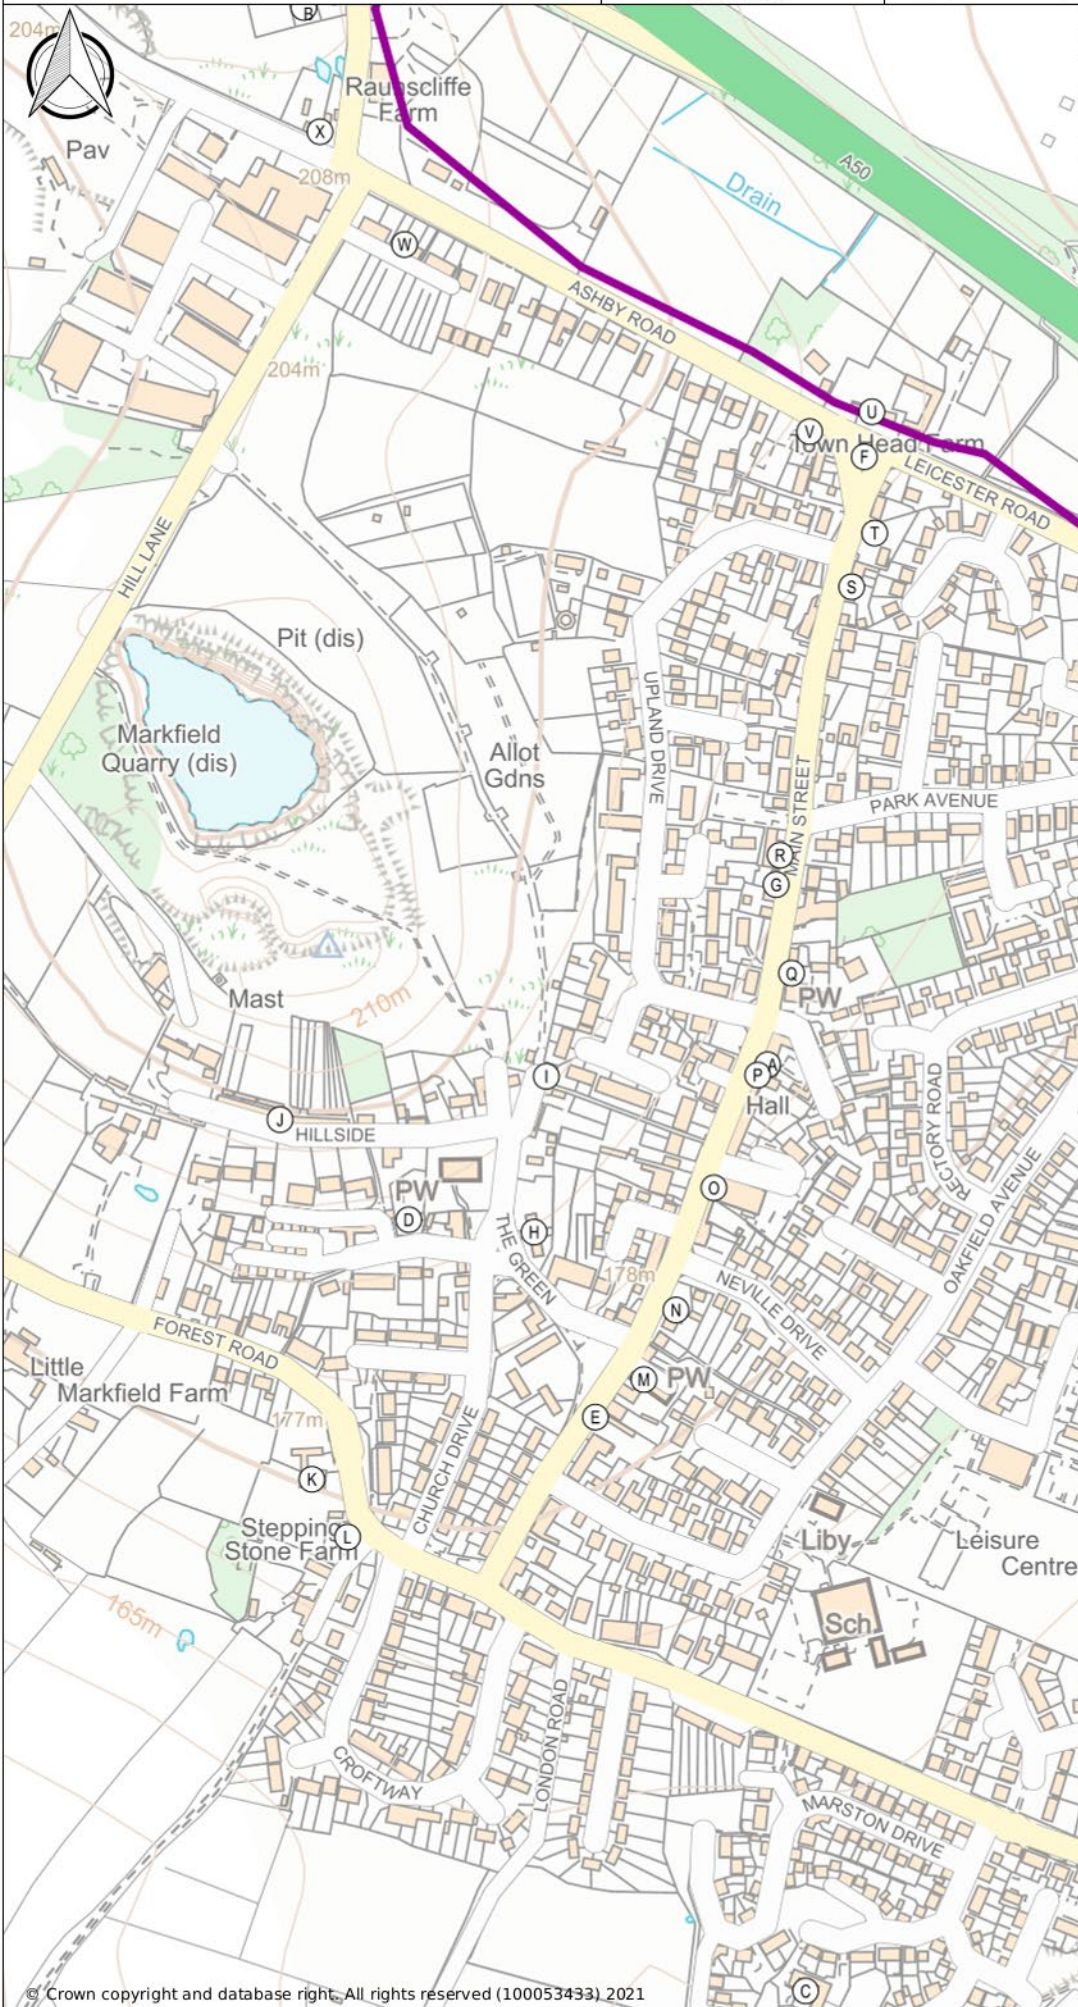 B
204m
Raunscliffe
Farm
X
Pav
A50
208m
Drain
W
ASHBY ROAD
204m
U
V
Town Head Farm
F
LEICESTER ROAD
T
HILL LANE
S
Pit (dis)
UPLAND DRIVE
Markfield
Quarry (dis)
Allot
Gdns
MAIN STREET
PARK AVENUE
R
G
Q
PW
Mast
210m
I
A
P
Hall
RECTORY ROAD
J
HILLSIDE
OAKFIELD AVENUE
PW
O
D
H
THE GREEN
178m
NEVILLE DRIVE
N
FOREST ROAD
Little
Markfield Farm
M
PW
177m
E
CHURCH DRIVE
K
Stepping
Stone Farm
L
Liby
Leisure
Centre
165m
Sch
LONDON ROAD
CROFTWAY
MARSTON DRIVE
C
© Crown copyright and database right. All rights reserved (100053433) 2021